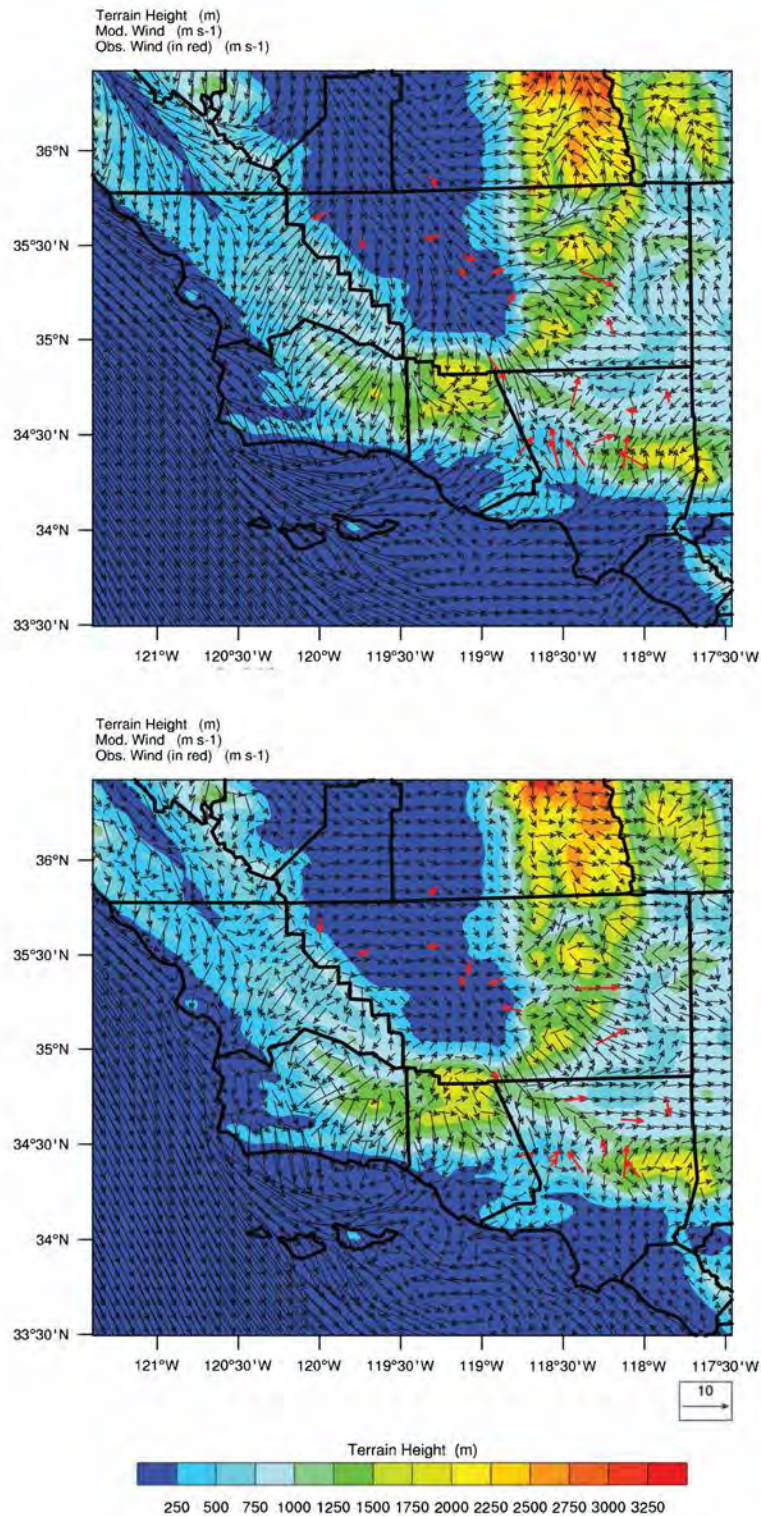 Terrain Height (m)
Mod. Wind (m s-1)
Obs. Wind (in red) (m s-1)
36°N
35°30'N
35°N
34°30'N
34°N
33°30'N
121°W 120°30'W 120°W 119°30'W 119°W 118°30'W 118°W 117°30'W
Terrain Height (m)
Mod. Wind (m s-1)
Obs. Wind (in red) (m s-1)
36°N
35°30'N
35°N
34°30'N
34°N
33°30'N
121°W 120°30'W 120°W 119°30'W 119°W 118°30'W 118°W 117°30'W
10
Terrain Height (m)
250 500 750 1000 1250 1500 1750 2000 2250 2500 2750 3000 3250